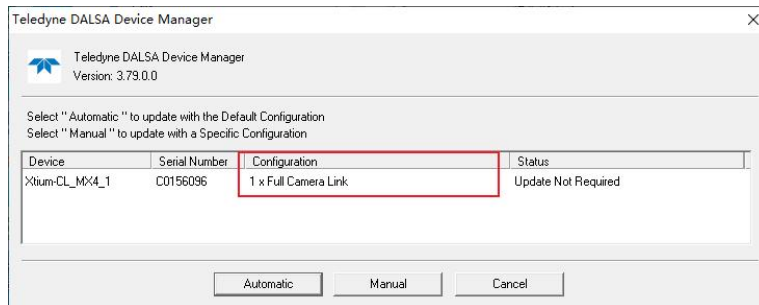 Teledyne DALSA Device Manager
Teledyne DALSA Device Manager
Version: 3.79.0.0
Select "Automatic" to update with the Default Configuration
Select "Manual" to update with a Specific Configuration
Device Serial Number Configuration Status
Xtium-CL_MX4_1 C0156096 1 x Full Camera Link Update Not Required
Automatic Manual Cancel